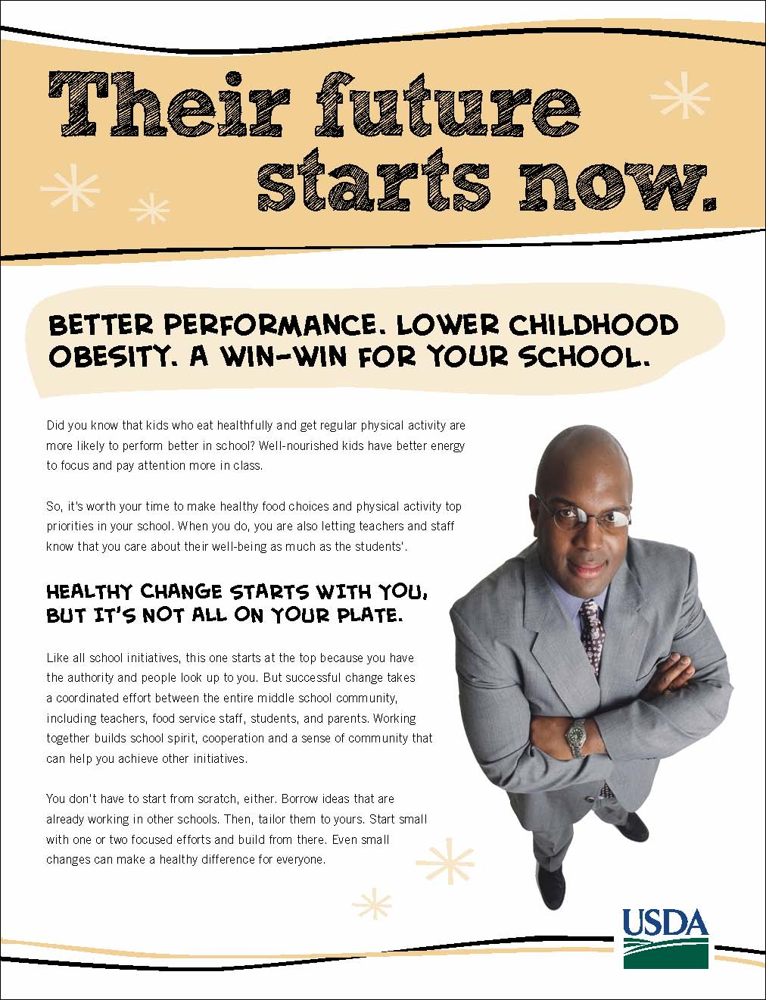 Their future
starts now.
BETTER PERFORMANCE. LOWER CHILDHOOD
OBESITY. A WIN-WIN FOR YOUR SCHOOL.
Did you know that kids who eat healthfully and get regular physical activity are
more likely to perform better in school? Well-nourished kids have better energy
to focus and pay attention more in class.
So, it's worth your time to make healthy food choices and physical activity top
priorities in your school. When you do, you are also letting teachers and staff
know that you care about their well-being as much as the students'.
HEALTHY CHANGE STARTS WITH YOU,
BUT IT'S NOT ALL ON YOUR PLATE.
Like all school initiatives, this one starts at the top because you have
the authority and people look up to you. But successful change takes
a coordinated effort between the entire middle school community,
including teachers, food service staff, students, and parents. Working
together builds school spirit, cooperation and a sense of community that
can help you achieve other initiatives.
You don't have to start from scratch, either. Borrow ideas that are
already working in other schools. Then, tailor them to yours. Start small
with one or two focused efforts and build from there. Even small
changes can make a healthy difference for everyone.
USDA